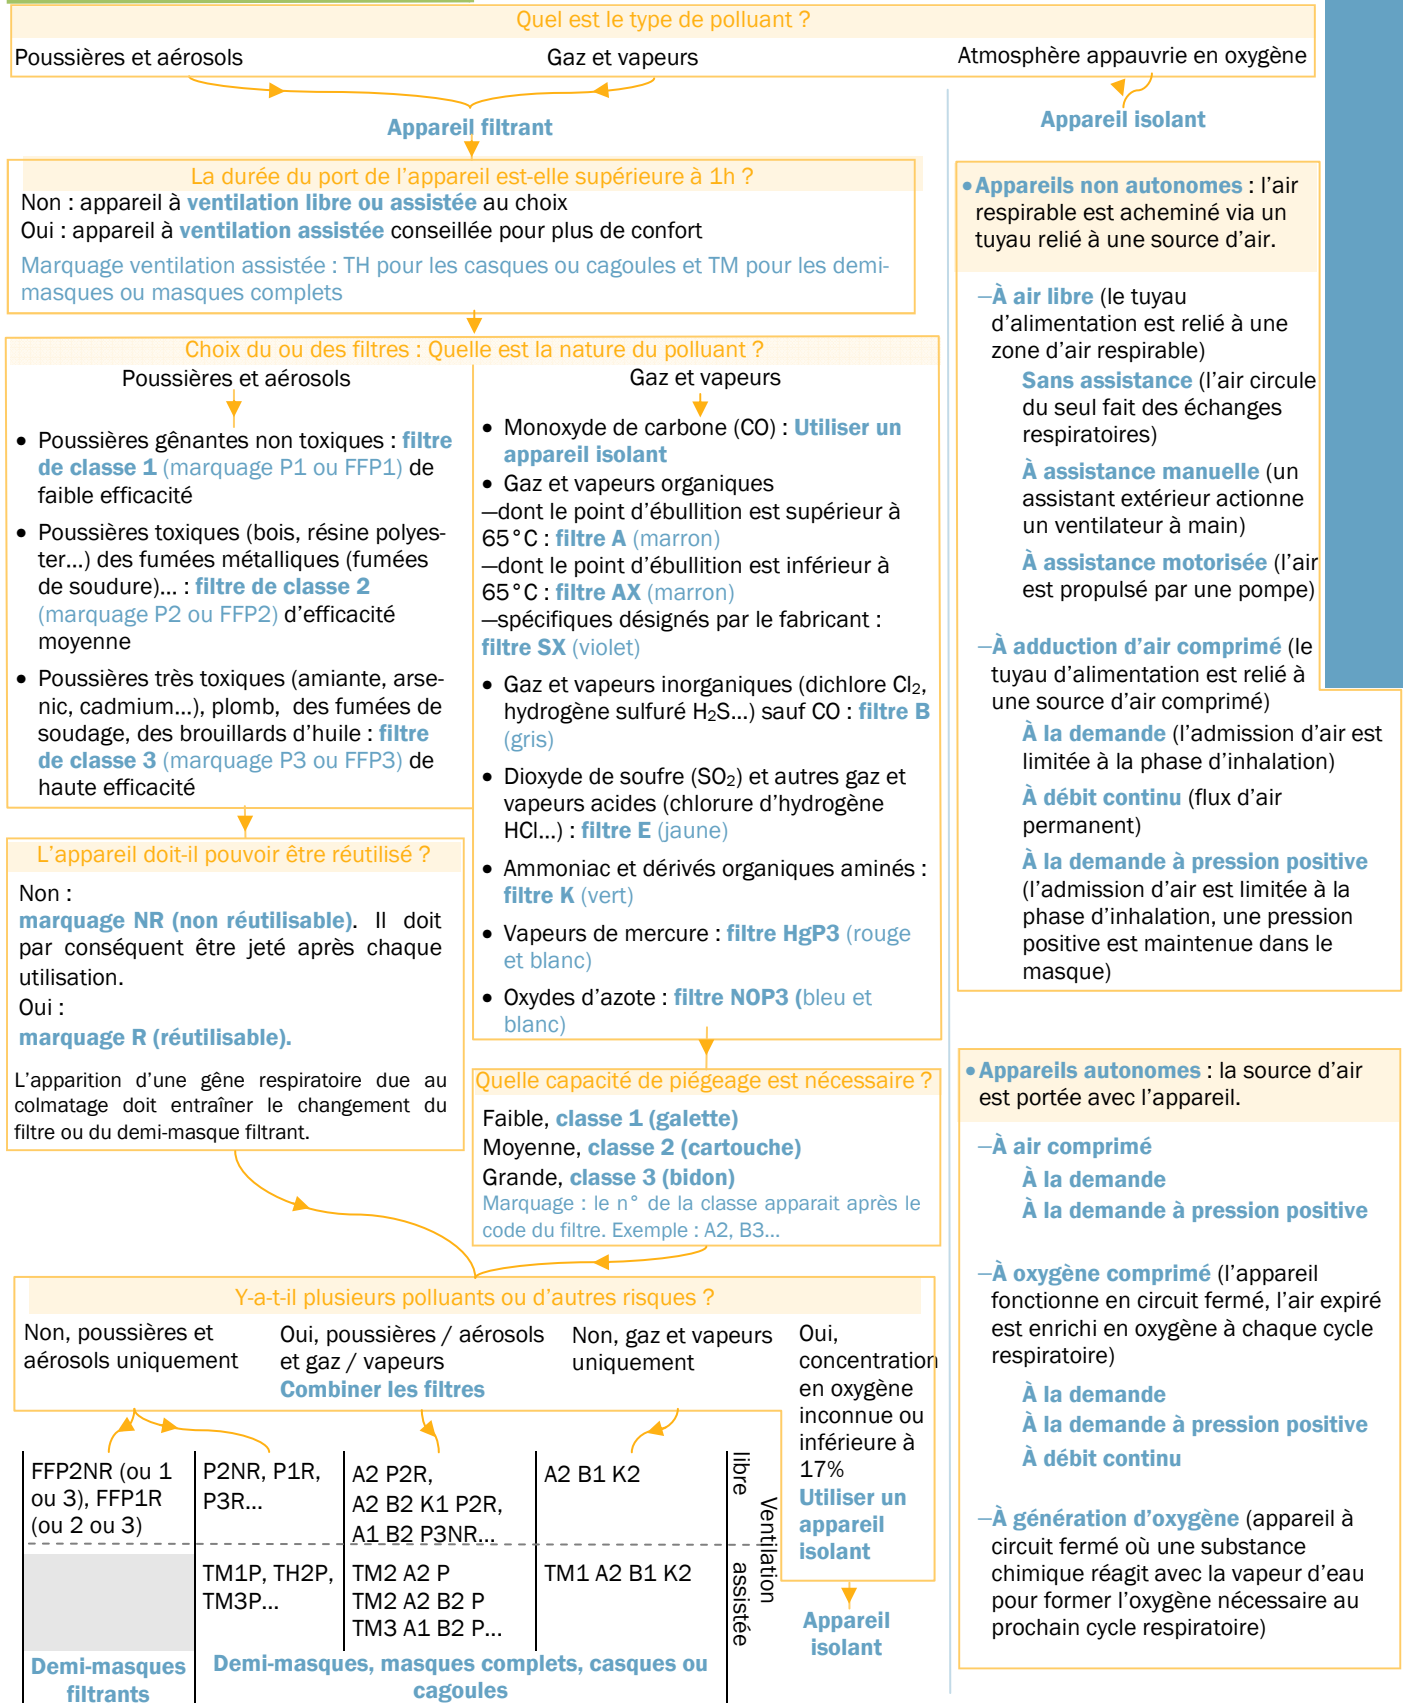 Quel est le type de polluant ?
Poussières et aérosols
Gaz et vapeurs
Atmosphère appauvrie en oxygène
Appareil filtrant
Appareil isolant
La durée du port de l'appareil est-elle supérieure à 1h ?
Non : appareil à ventilation libre ou assistée au choix
Oui : appareil à ventilation assistée conseillée pour plus de confort
Marquage ventilation assistée : TH pour les casques ou cagoules et TM pour les demi-
masques ou masques complets
Choix du ou des filtres : Quelle est la nature du polluant ?
Poussières et aérosols
• Poussières gênantes non toxiques : filtre
de classe 1 (marquage P1 ou FFP1) de
faible efficacité
• Poussières toxiques (bois, résine polyes-
ter...) des fumées métalliques (fumées
de soudure)... : filtre de classe 2
(marquage P2 ou FFP2) d'efficacité
moyenne
• Poussières très toxiques (amiante, arse-
nic, cadmium...), plomb, des fumées de
soudage, des brouillards d'huile : filtre
de classe 3 (marquage P3 ou FFP3) de
haute efficacité
Gaz et vapeurs
• Monoxyde de carbone (CO) : Utiliser un
appareil isolant
• Gaz et vapeurs organiques
—dont le point d'ébullition est supérieur à
65°C : filtre A (marron)
—dont le point d'ébullition est inférieur à
65°C : filtre AX (marron)
—spécifiques désignés par le fabricant :
filtre SX (violet)
• Gaz et vapeurs inorganiques (dichlore Cl₂,
hydrogène sulfuré H₂S...) sauf CO : filtre B
(gris)
• Dioxyde de soufre (SO₂) et autres gaz et
vapeurs acides (chlorure d'hydrogène
HCl...) : filtre E (jaune)
• Ammoniac et dérivés organiques aminés :
filtre K (vert)
• Vapeurs de mercure : filtre HgP3 (rouge
et blanc)
• Oxydes d'azote : filtre NOP3 (bleu et
blanc)
L'appareil doit-il pouvoir être réutilisé ?
Non :
marquage NR (non réutilisable). Il doit
par conséquent être jeté après chaque
utilisation.
Oui :
marquage R (réutilisable).
L'apparition d'une gêne respiratoire due au
colmatage doit entraîner le changement du
filtre ou du demi-masque filtrant.
Quelle capacité de piégeage est nécessaire ?
Faible, classe 1 (galette)
Moyenne, classe 2 (cartouche)
Grande, classe 3 (bidon)
Marquage : le n° de la classe apparait après le
code du filtre. Exemple : A2, B3...
Y-a-t-il plusieurs polluants ou d'autres risques ?
Non, poussières et
aérosols uniquement
Oui, poussières / aérosols
et gaz / vapeurs
Combiner les filtres
Non, gaz et vapeurs
uniquement
Oui,
concentration
en oxygène
inconnue ou
inférieure à
17%
Utiliser un
appareil
isolant
Appareil
isolant
FFP2NR (ou 1
ou 3), FFP1R
(ou 2 ou 3)
P2NR, P1R,
P3R...
A2 P2R,
A2 B2 K1 P2R,
A1 B2 P3NR...
A2 B1 K2
libre
Ventilation
assistée
TM1P, TH2P,
TM3P...
TM2 A2 P
TM2 A2 B2 P
TM3 A1 B2 P...
TM1 A2 B1 K2
Demi-masques
filtrants
Demi-masques, masques complets, casques ou
cagoules
•Appareils non autonomes : l'air
respirable est acheminé via un
tuyau relié à une source d'air.
—À air libre (le tuyau
d'alimentation est relié à une
zone d'air respirable)
Sans assistance (l'air circule
du seul fait des échanges
respiratoires)
À assistance manuelle (un
assistant extérieur actionne
un ventilateur à main)
À assistance motorisée (l'air
est propulsé par une pompe)
—À adduction d'air comprimé (le
tuyau d'alimentation est relié à
une source d'air comprimé)
À la demande (l'admission d'air est
limitée à la phase d'inhalation)
À débit continu (flux d'air
permanent)
À la demande à pression positive
(l'admission d'air est limitée à la
phase d'inhalation, une pression
positive est maintenue dans le
masque)
•Appareils autonomes : la source d'air
est portée avec l'appareil.
—À air comprimé
À la demande
À la demande à pression positive
—À oxygène comprimé (l'appareil
fonctionne en circuit fermé, l'air expiré
est enrichi en oxygène à chaque cycle
respiratoire)
À la demande
À la demande à pression positive
À débit continu
—À génération d'oxygène (appareil à
circuit fermé où une substance
chimique réagit avec la vapeur d'eau
pour former l'oxygène nécessaire au
prochain cycle respiratoire)